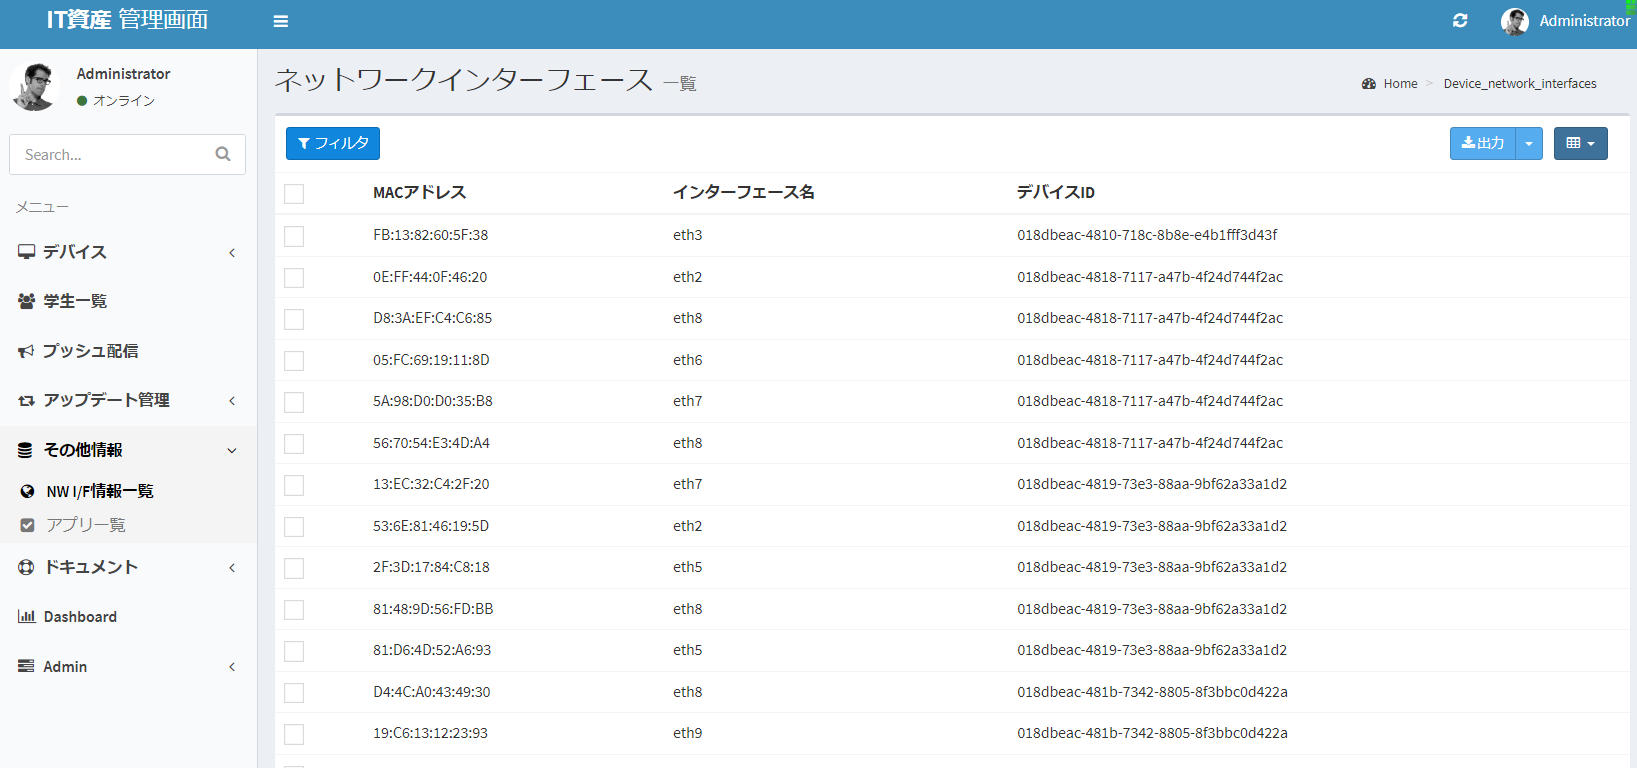 IT資産 管理画面
Administrator
Administrator
オンライン
Search...
メニュー
デバイス
学生一覧
プッシュ配信
アップデート管理
その他情報
NW I/F情報一覧
アプリ一覧
ドキュメント
Dashboard
Admin
ネットワークインターフェース 一覧
Home > Device_network_interfaces
フィルタ
出力
MACアドレス インターフェース名 デバイスID
FB:13:82:60:5F:38 eth3 018dbeac-4810-718c-8b8e-e4b1fff3d43f
0E:FF:44:0F:46:20 eth2 018dbeac-4818-7117-a47b-4f24d744f2ac
D8:3A:EF:C4:C6:85 eth8 018dbeac-4818-7117-a47b-4f24d744f2ac
05:FC:69:19:11:8D eth6 018dbeac-4818-7117-a47b-4f24d744f2ac
5A:98:D0:D0:35:B8 eth7 018dbeac-4818-7117-a47b-4f24d744f2ac
56:70:54:E3:4D:A4 eth8 018dbeac-4818-7117-a47b-4f24d744f2ac
13:EC:32:C4:2F:20 eth7 018dbeac-4819-73e3-88aa-9bf62a33a1d2
53:6E:81:46:19:5D eth2 018dbeac-4819-73e3-88aa-9bf62a33a1d2
2F:3D:17:84:C8:18 eth5 018dbeac-4819-73e3-88aa-9bf62a33a1d2
81:48:9D:56:FD:BB eth8 018dbeac-4819-73e3-88aa-9bf62a33a1d2
81:D6:4D:52:A6:93 eth5 018dbeac-4819-73e3-88aa-9bf62a33a1d2
D4:4C:A0:43:49:30 eth8 018dbeac-481b-7342-8805-8f3bbc0d422a
19:C6:13:12:23:93 eth9 018dbeac-481b-7342-8805-8f3bbc0d422a